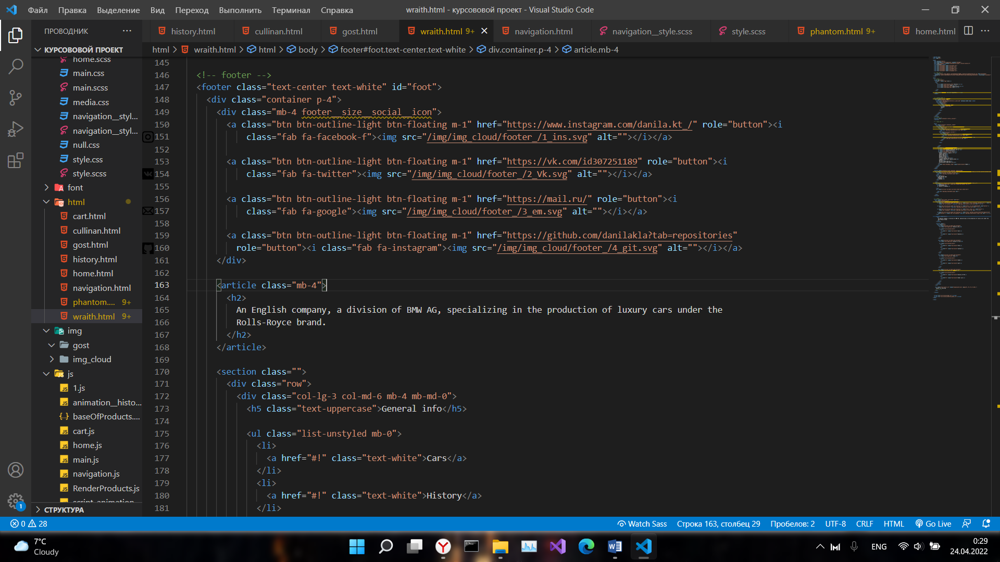 Файл Правка Выделение Вид Переход Выполнить Терминал Справка
wraith.html - курсововой проект - Visual Studio Code
ПРОВОДНИК ···
history.html cullinan.html gost.html wraith.html 9+ navigation.html navigation__style.scss style.scss phantom.html 9+ home.html
КУРСОВОВОЙ ПРОЕКТ
html > wraith.html > html > body > footer#foot.text-center.text-white > div.container.p-4 > article.mb-4
home.scss
main.css
main.scss
media.css
navigation__styl...
navigation__styl...
null.css
style.css
style.scss
font
html
cart.html
cullinan.html
gost.html
history.html
home.html
navigation.html
phantom.... 9+
wraith.html 9+
img
gost
img_cloud
js
1.js
animation__histo...
baseOfProducts....
cart.js
home.js
main.js
navigation.js
RenderProducts.js
script_animation
СТРУКТУРА
145
146 <!-- footer -->
147 <footer class="text-center text-white" id="foot">
148 <div class="container p-4">
149 <div class="mb-4 footer__size__social__icon">
150 <a class="btn btn-outline-light btn-floating m-1" href="https://www.instagram.com/danila.kt_/" role="button"><i
151 class="fab fa-facebook-f"><img src="/img/img_cloud/footer_/1_ins.svg" alt=""></i></a>
152
153 <a class="btn btn-outline-light btn-floating m-1" href="https://vk.com/id307251189" role="button"><i
154 class="fab fa-twitter"><img src="/img/img_cloud/footer_/2_Vk.svg" alt=""></i></a>
155
156 <a class="btn btn-outline-light btn-floating m-1" href="https://mail.ru/" role="button"><i
157 class="fab fa-google"><img src="/img/img_cloud/footer_/3_em.svg" alt=""></i></a>
158
159 <a class="btn btn-outline-light btn-floating m-1" href="https://github.com/danilakla?tab=repositories"
160 role="button"><i class="fab fa-instagram"><img src="/img/img_cloud/footer_/4_git.svg" alt=""></i></a>
161 </div>
162
163 <article class="mb-4">
164 <h2>
165 An English company, a division of BMW AG, specializing in the production of luxury cars under the
166 Rolls-Royce brand.
167 </h2>
168 </article>
169
170 <section class="">
171 <div class="row">
172 <div class="col-lg-3 col-md-6 mb-4 mb-md-0">
173 <h5 class="text-uppercase">General info</h5>
174
175 <ul class="list-unstyled mb-0">
176 <li>
177 <a href="#!" class="text-white">Cars</a>
178 </li>
179 <li>
180 <a href="#!" class="text-white">History</a>
181 </li>
1
0 28 Watch Sass Строка 163, столбец 29 Пробелов: 2 UTF-8 CRLF HTML Go Live
7°C
Cloudy
ENG
0:29
24.04.2022